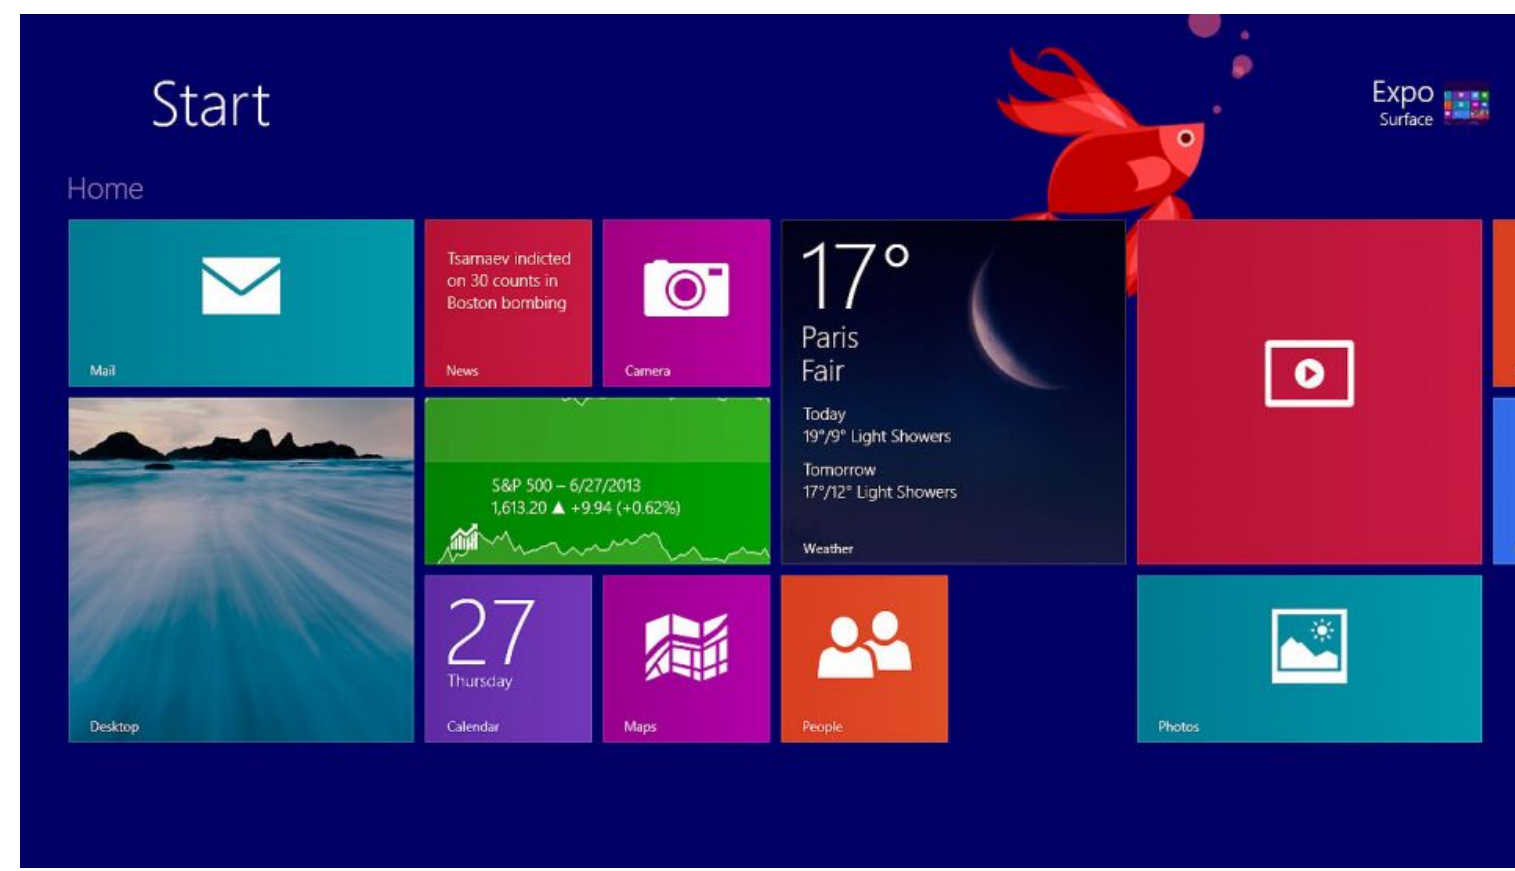 Start
Expo
Surface
Home
Mail
Tsarnaev indicted
on 30 counts in
Boston bombing
News
Camera
17°
Paris
Fair
Today
19°/9° Light Showers
Tomorrow
17°/12° Light Showers
Weather
Desktop
S&P 500 – 6/27/2013
1,613.20 ▲ +9.94 (+0.62%)
27
Thursday
Calendar
Maps
People
Photos